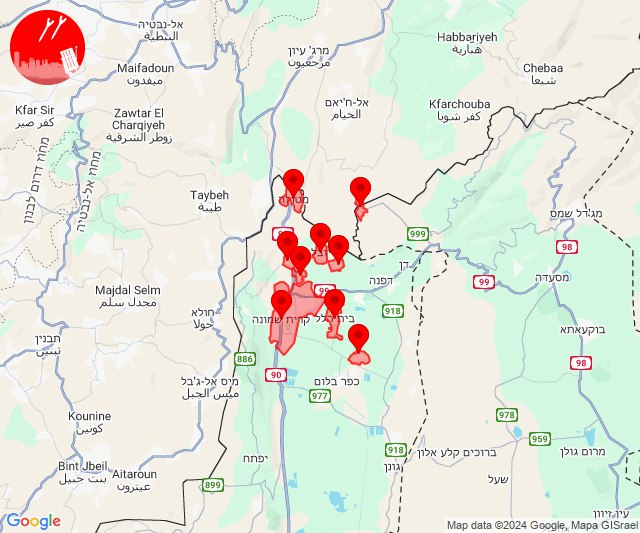 אל-נבטיה
النبطية
Habbariyeh
هبارية
מרג' עיון
مرجعيون
Maifadoun
ميفدون
Chebaa
شبعا
אל-ח'יאם
الخيام
Kfarchouba
كفر شوبا
Kfar Sir
كفر صير
Zawtar El
Charqiyeh
زوطر الشرقية
מחוז דרום לבנון
מחוז אל-נבטיה
Taybeh
طيبة
מטולה
מג'דל שמס
999
98
דן
99
מסעדה
דפנה
Majdal Selm
مجدل سلم
חולא
حولا
בית הלל
קרית שמונה
918
בוקעאתא
תבנין
تبنين
886
98
90
מיס אל-ג'בל
ميس الجبل
כפר בלום
977
Kounine
كونين
978
959
918
ברוכים קלע אלון
מרום גולן
Bint Jbeil
بنت جبيل
Aitaroun
عيترون
יפתח
גונן
שעל
899
עין זיוון
Google
Map data ©2024 Google, Mapa GISrael